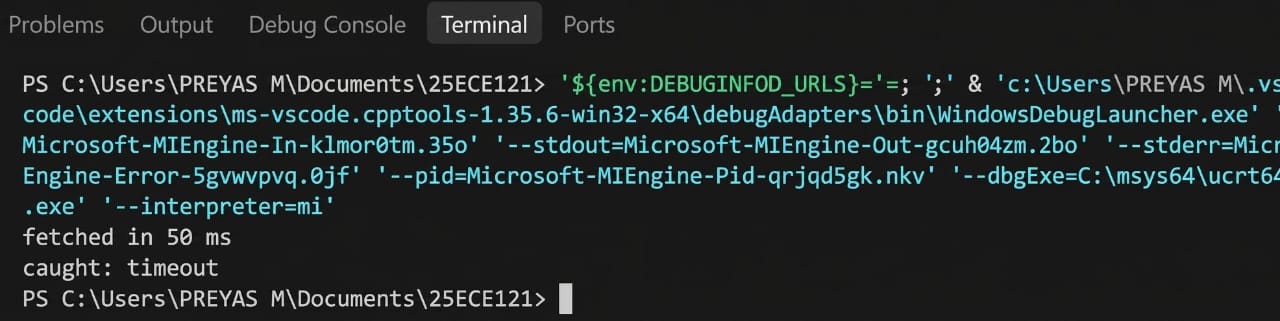 Problems Output Debug Console Terminal Ports
PS C:\Users\PREYAS M\Documents\25ECE121> '${env:DEBUGINFOD_URLS}='=; ';' & 'c:\Users\PREYAS M\.vs
code\extensions\ms-vscode.cpptools-1.35.6-win32-x64\debugAdapters\bin\WindowsDebugLauncher.exe' '
Microsoft-MIEngine-In-klmor0tm.35o' '--stdout=Microsoft-MIEngine-Out-gcuh04zm.2bo' '--stderr=Micr
Engine-Error-5gvwvpvq.0jf' '--pid=Microsoft-MIEngine-Pid-qrjqd5gk.nkv' '--dbgExe=C:\msys64\ucrt64
.exe' '--interpreter=mi'
fetched in 50 ms
caught: timeout
PS C:\Users\PREYAS M\Documents\25ECE121>